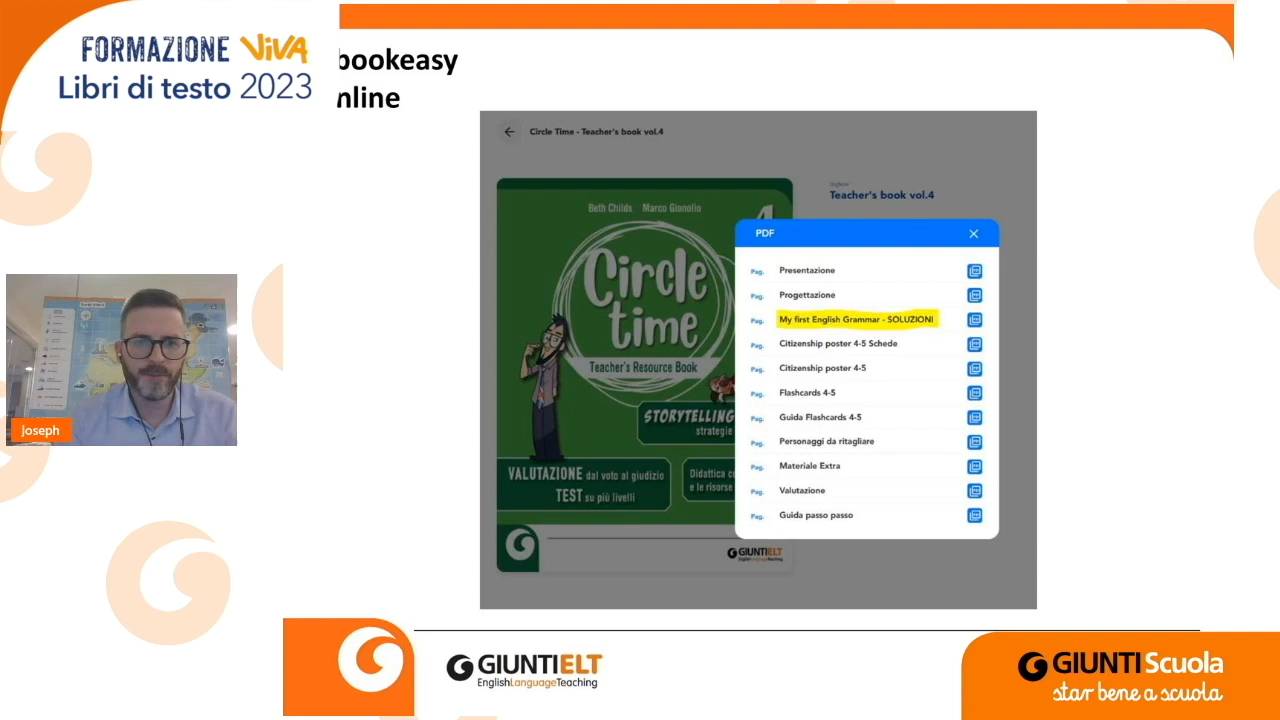 FORMAZIONE ViVA
Libri di testo 2023
bookeasy
nline
Circle Time - Teacher's book vol.4
Teacher's book vol.4
Beth Childs Marco Gianolio
4
Circle
time
Teacher's Resource Book
STORYTELLING
strategie
VALUTAZIONE dal voto al giudizio
TEST su più livelli
Didattica
e le risorse
GIUNTIELT
EnglishLanguageTeaching
PDF
Pag. Presentazione
Pag. Progettazione
Pag. My first English Grammar - SOLUZIONI
Pag. Citizenship poster 4-5 Schede
Pag. Citizenship poster 4-5
Pag. Flashcards 4-5
Pag. Guida Flashcards 4-5
Pag. Personaggi da ritagliare
Pag. Materiale Extra
Pag. Valutazione
Pag. Guida passo passo
Joseph
GIUNTIELT
EnglishLanguageTeaching
GIUNTI Scuola
star bene a scuola